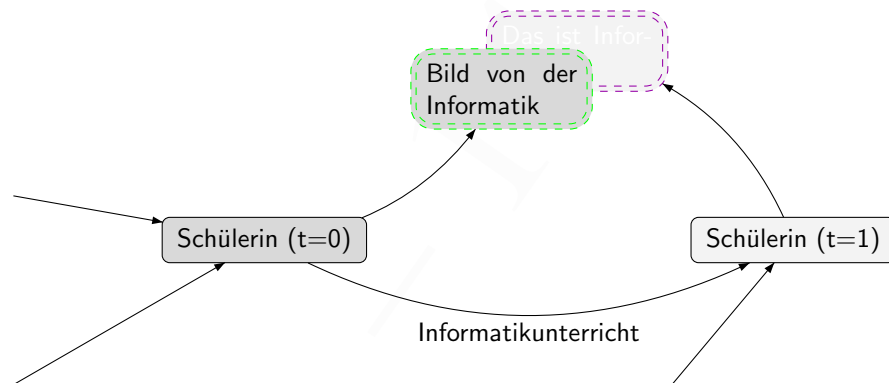 Das ist Infor-
Bild von der
Informatik
Schülerin (t=0)
Schülerin (t=1)
Informatikunterricht